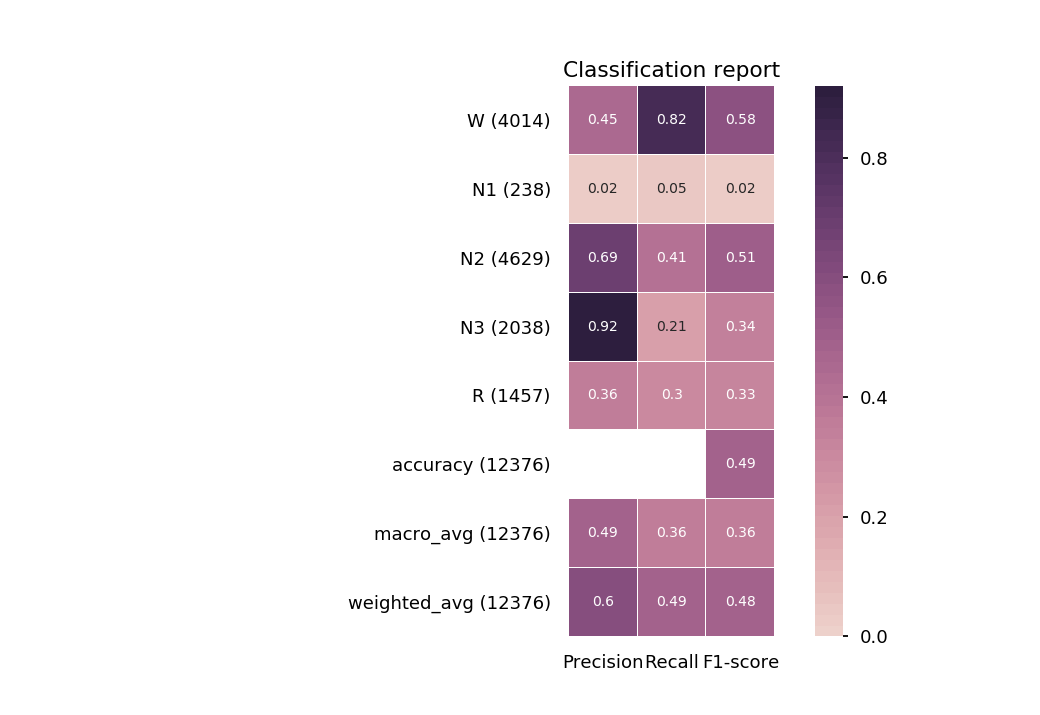 Classification report
W (4014) 0.45 0.82 0.58
N1 (238) 0.02 0.05 0.02
N2 (4629) 0.69 0.41 0.51
N3 (2038) 0.92 0.21 0.34
R (1457) 0.36 0.3 0.33
accuracy (12376) 0.49
macro_avg (12376) 0.49 0.36 0.36
weighted_avg (12376) 0.6 0.49 0.48
Precision Recall F1-score
0.8
0.6
0.4
0.2
0.0